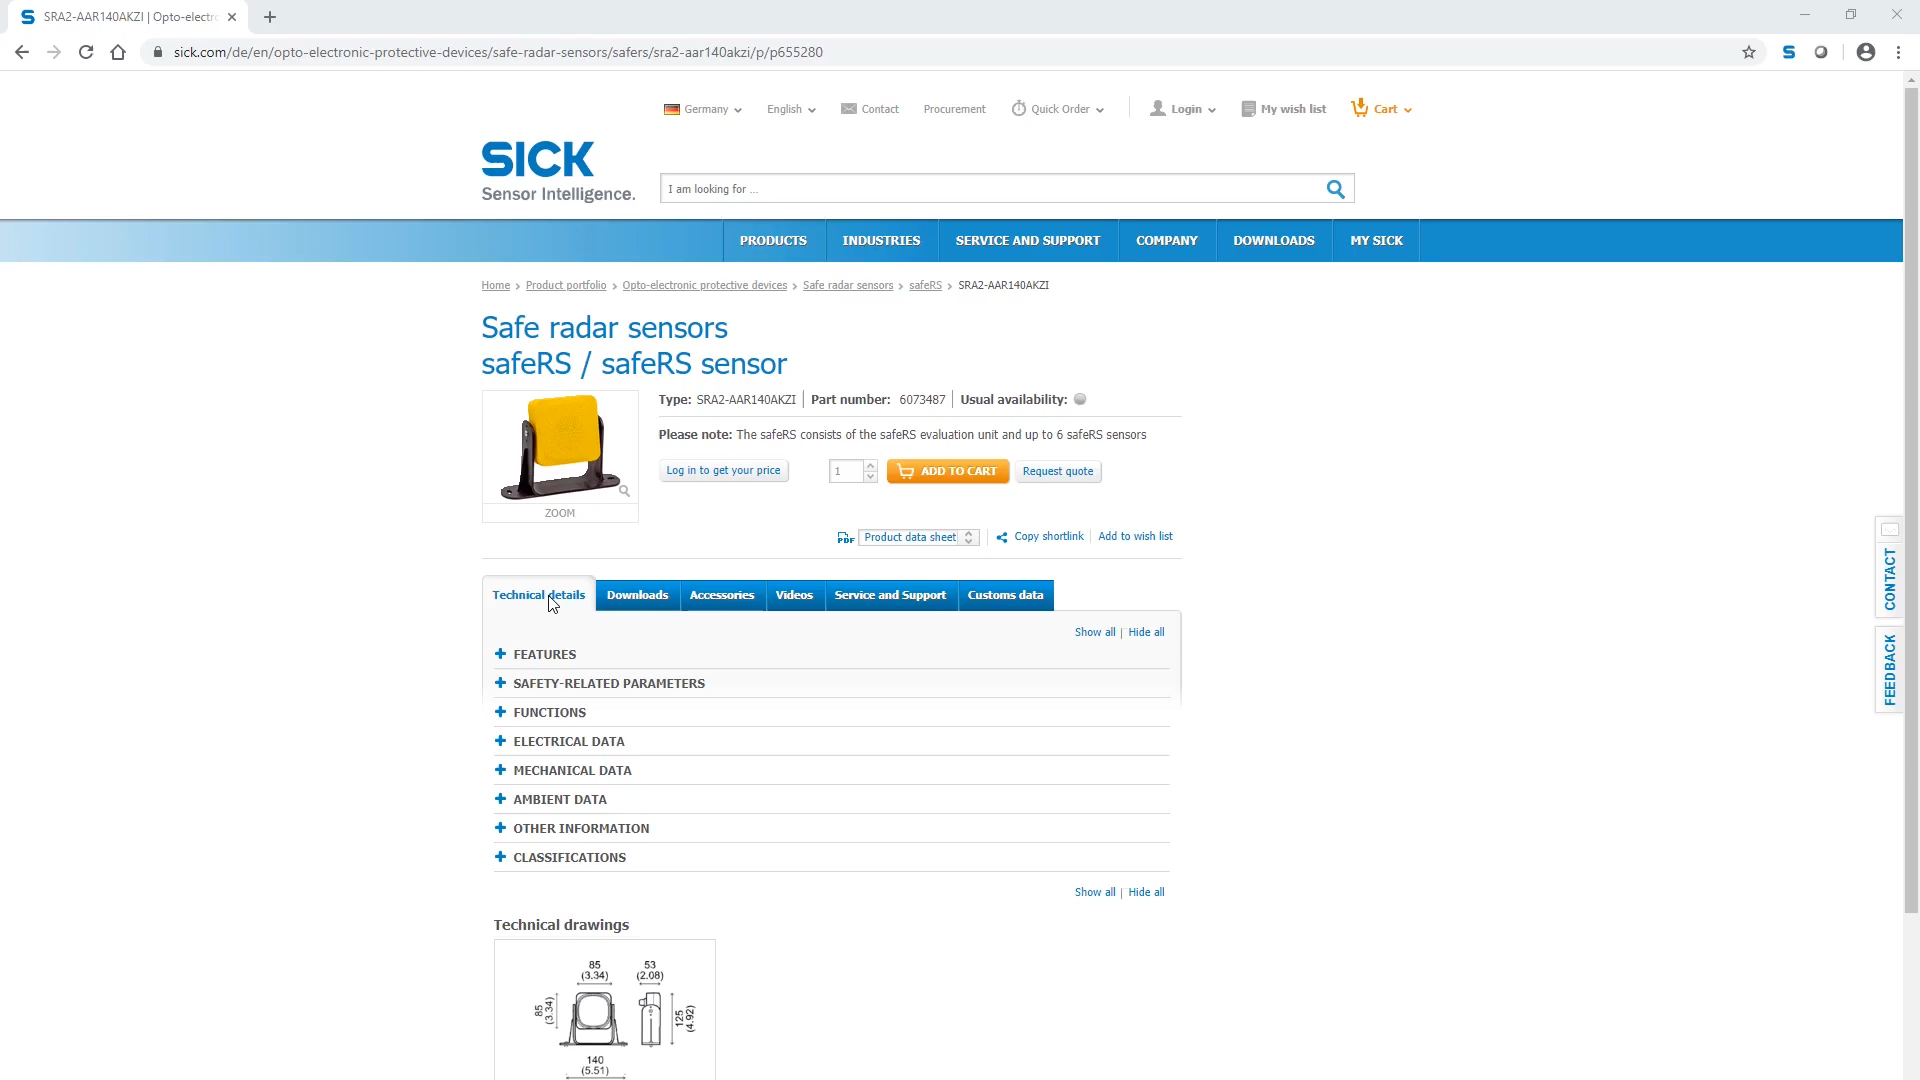 SRA2-AAR140AKZI | Opto-electro
sick.com/de/en/opto-electronic-protective-devices/safe-radar-sensors/safers/sra2-aar140akzi/p/p655280
Germany English Contact Procurement Quick Order Login My wish list Cart
SICK
Sensor Intelligence.
I am looking for ...
PRODUCTS INDUSTRIES SERVICE AND SUPPORT COMPANY DOWNLOADS MY SICK
Home > Product portfolio > Opto-electronic protective devices > Safe radar sensors > safeRS > SRA2-AAR140AKZI
Safe radar sensors
safeRS / safeRS sensor
Type: SRA2-AAR140AKZI | Part number: 6073487 | Usual availability:
Please note: The safeRS consists of the safeRS evaluation unit and up to 6 safeRS sensors
Log in to get your price 1 ADD TO CART Request quote
ZOOM
PDF Product data sheet Copy shortlink Add to wish list
CONTACT
FEEDBACK
Technical details Downloads Accessories Videos Service and Support Customs data
Show all | Hide all
FEATURES
SAFETY-RELATED PARAMETERS
FUNCTIONS
ELECTRICAL DATA
MECHANICAL DATA
AMBIENT DATA
OTHER INFORMATION
CLASSIFICATIONS
Show all | Hide all
Technical drawings
85
(3.34)
53
(2.08)
85
(3.34)
125
(4.92)
140
(5.51)